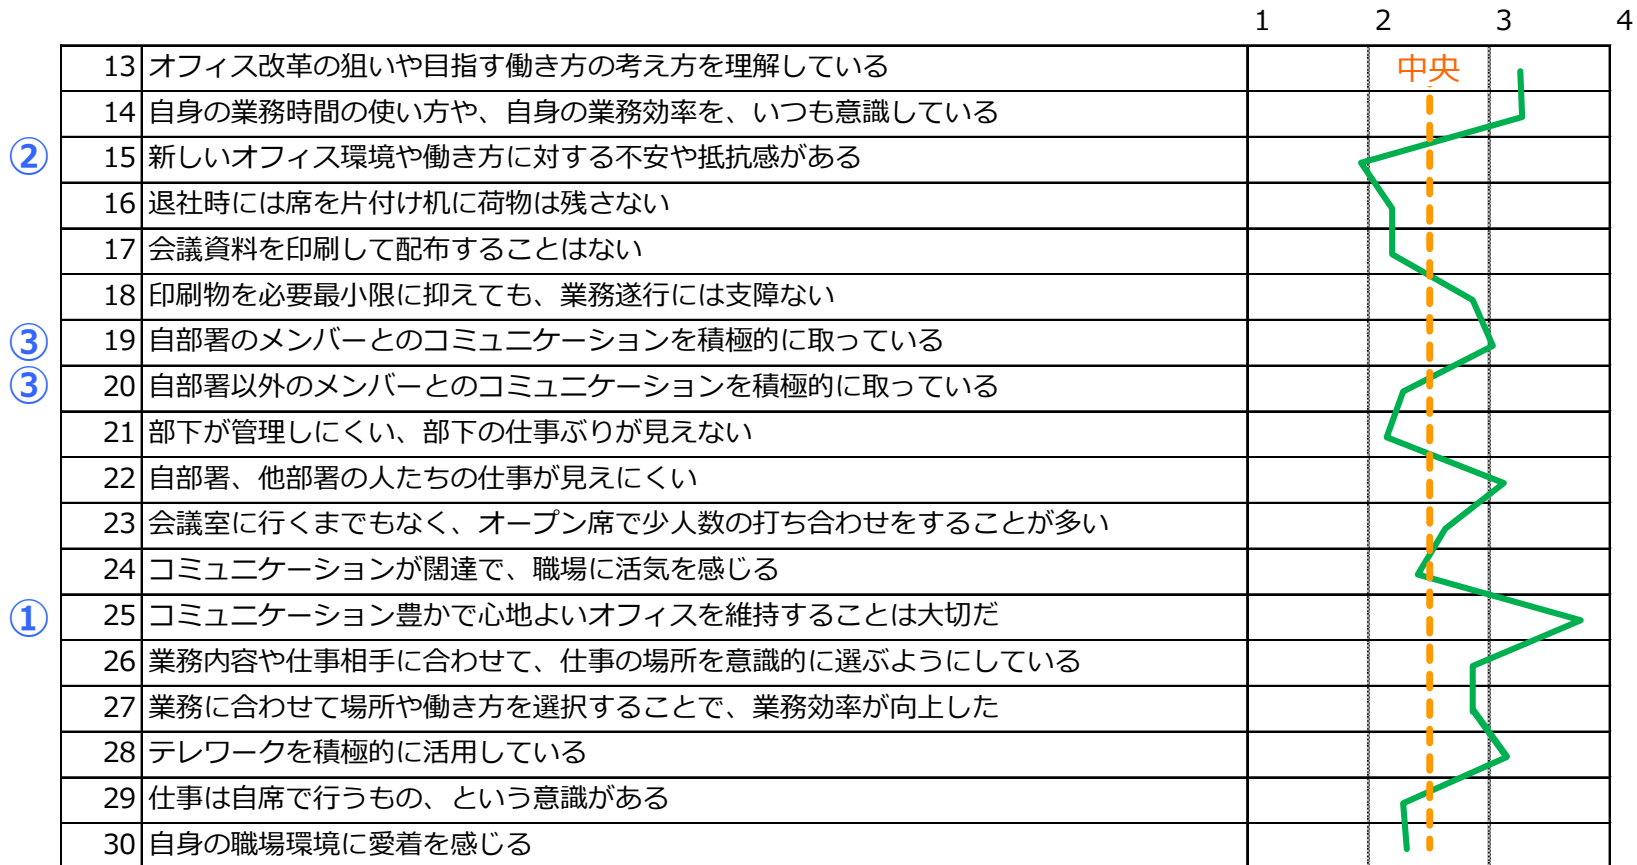 1 2 3 4
13 オフィス改革の狙いや目指す働き方の考え方を理解している 中央
14 自身の業務時間の使い方や、自身の業務効率を、いつも意識している
② 15 新しいオフィス環境や働き方に対する不安や抵抗感がある
16 退社時には席を片付け机に荷物は残さない
17 会議資料を印刷して配布することはない
18 印刷物を必要最小限に抑えても、業務遂行には支障ない
③ 19 自部署のメンバーとのコミュニケーションを積極的に取っている
③ 20 自部署以外のメンバーとのコミュニケーションを積極的に取っている
21 部下が管理しにくい、部下の仕事ぶりが見えない
22 自部署、他部署の人たちの仕事が見えにくい
23 会議室に行くまでもなく、オープン席で少人数の打ち合わせをすることが多い
24 コミュニケーションが闊達で、職場に活気を感じる
① 25 コミュニケーション豊かで心地よいオフィスを維持することは大切だ
26 業務内容や仕事相手に合わせて、仕事の場所を意識的に選ぶようにしている
27 業務に合わせて場所や働き方を選択することで、業務効率が向上した
28 テレワークを積極的に活用している
29 仕事は自席で行うもの、という意識がある
30 自身の職場環境に愛着を感じる